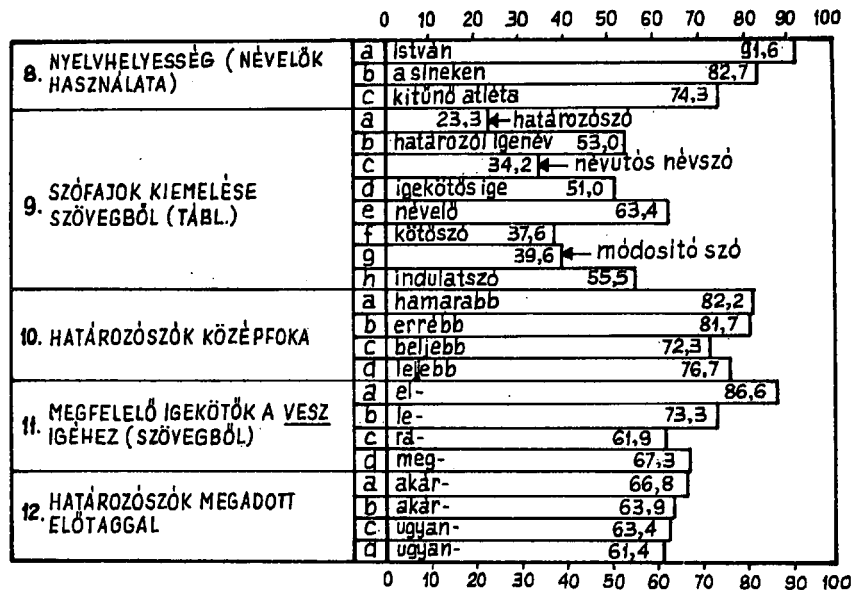 0 10 20 30 40 50 60 70 80 90 100
8. NYELVHELYESSÉG (NÉVELŐK
HASZNÁLATA)
a István 91,6
b a síneken 82,7
c kitűnő atléta 74,3
9. SZÓFAJOK KIEMELÉSE
SZÖVEGBŐL (TÁBL.)
a 23,3 határozószó
b határozói igenév 53,0
c 34,2 névutós névszó
d igekötős ige 51,0
e névelő 63,4
f kötőszó 37,6
g 39,6 módosító szó
h indulatszó 55,5
10. HATÁROZÓSZÓK KÖZÉPFOKA
a hamarabb 82,2
b errébb 81,7
c beljebb 72,3
d lejebb 76,7
11. MEGFELELŐ IGEKÖTŐK A VESZ
IGÉHEZ (SZÖVEGBŐL)
a el- 86,6
b le- 73,3
c rá- 61,9
d meg- 67,3
12. HATÁROZÓSZÓK MEGADOTT
ELŐTAGGAL
a akár- 66,8
b akár- 63,9
c ugyan- 63,4
d ugyan- 61,4
0 10 20 30 40 50 60 70 80 90 100